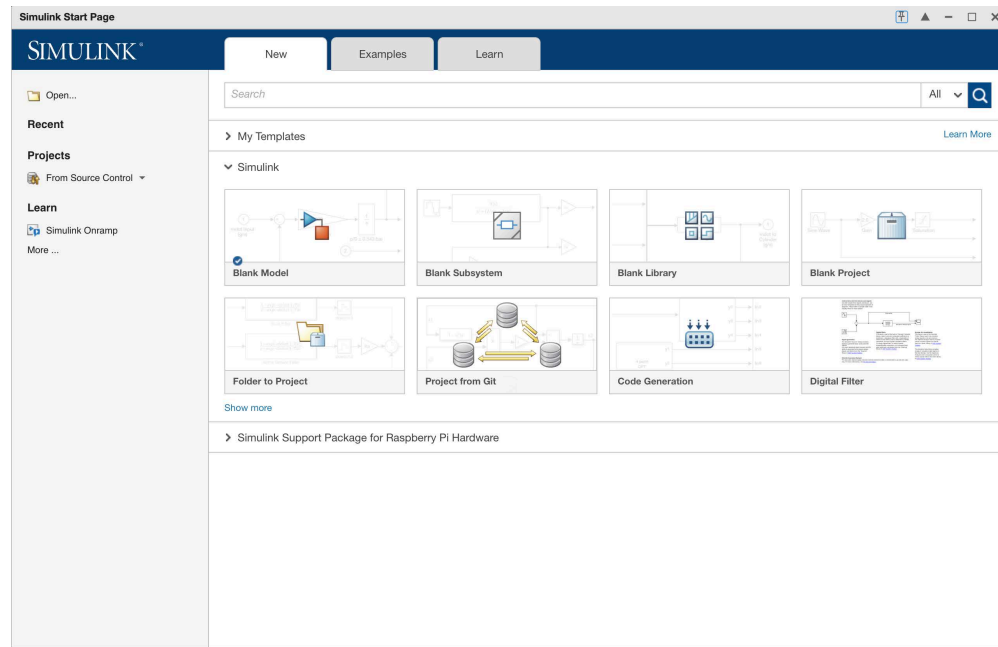 Simulink Start Page
SIMULINK®
New
Examples
Learn
Open...
Recent
Projects
From Source Control
Learn
Simulink Onramp
More ...
Search
All
My Templates
Learn More
Simulink
Blank Model
Blank Subsystem
Blank Library
Blank Project
Folder to Project
Project from Git
Code Generation
Digital Filter
Show more
Simulink Support Package for Raspberry Pi Hardware